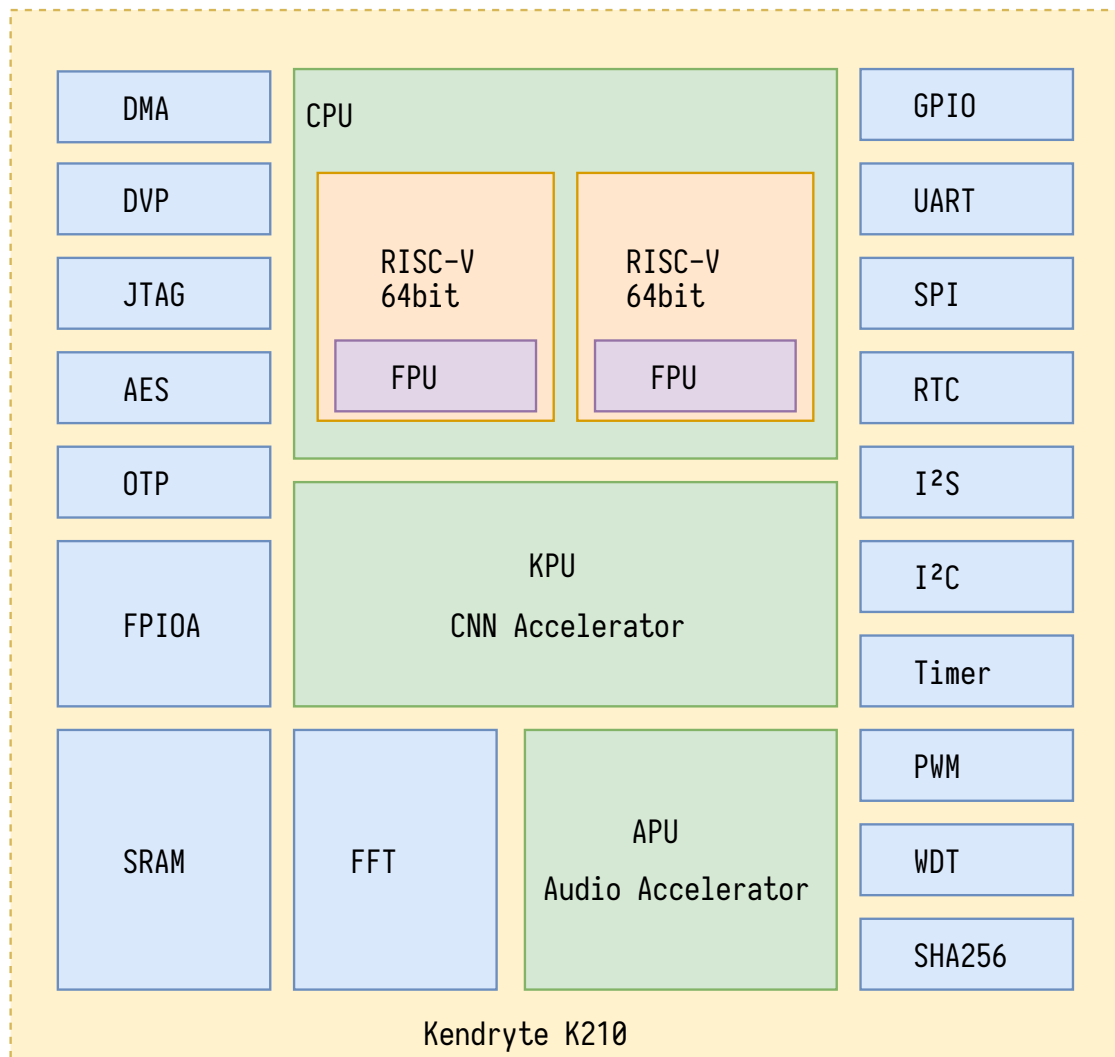 DMA
DVP
JTAG
AES
OTP
FPIOA
SRAM
CPU
RISC-V
64bit
FPU
RISC-V
64bit
FPU
KPU
CNN Accelerator
FFT
APU
Audio Accelerator
GPIO
UART
SPI
RTC
I²S
I²C
Timer
PWM
WDT
SHA256
Kendryte K210